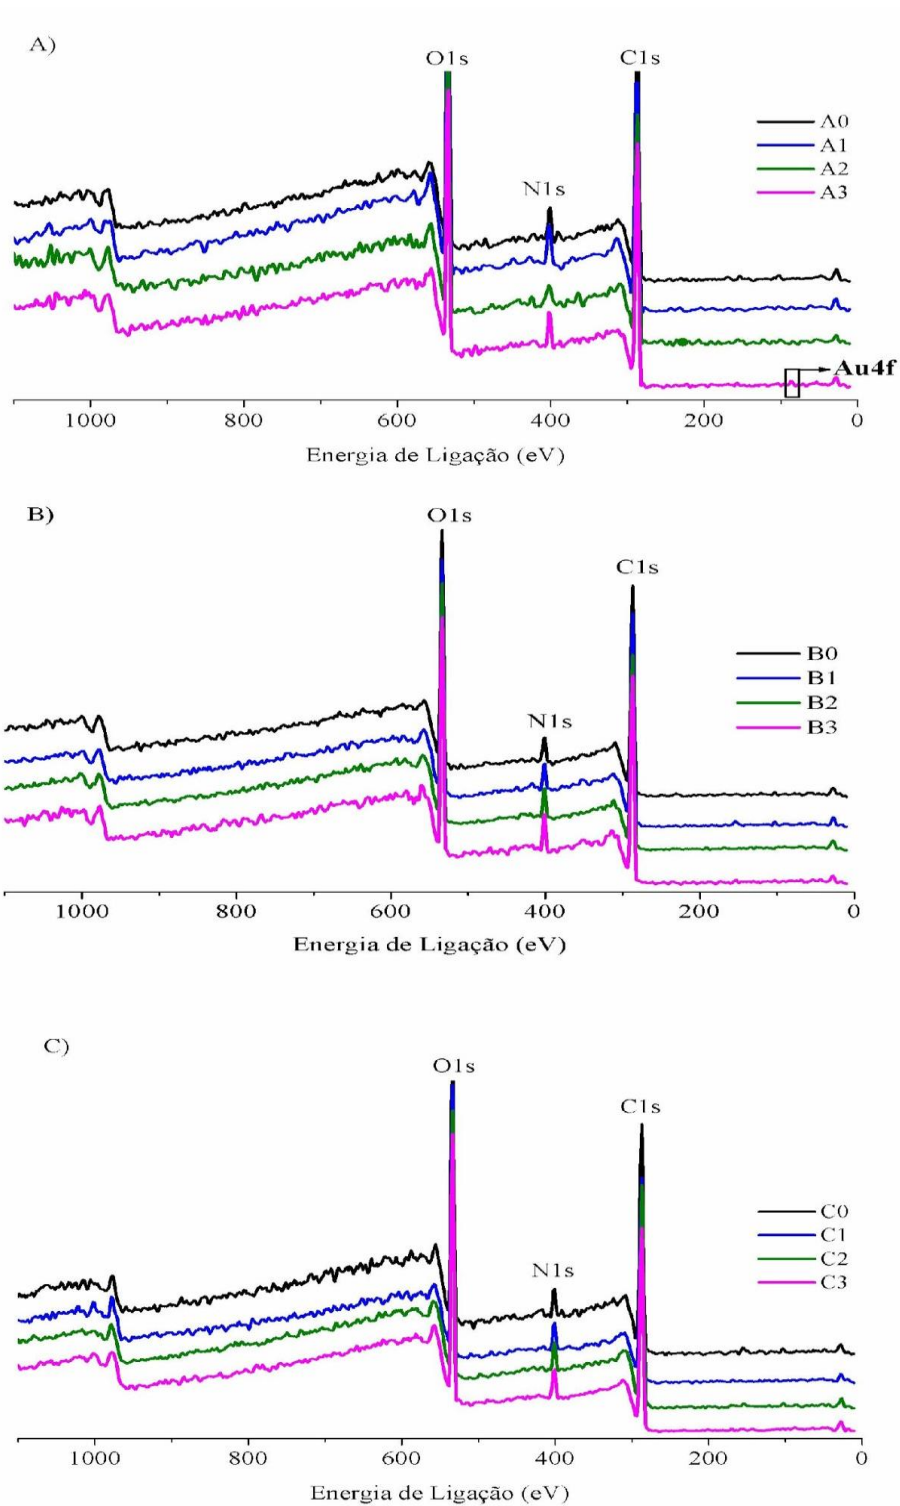 A)
O1s
C1s
A0
A1
N1s
A2
A3
Au4f
1000 800 600 400 200 0
Energia de Ligação (eV)
B)
O1s
C1s
B0
B1
B2
N1s
B3
1000 800 600 400 200 0
Energia de Ligação (eV)
C)
O1s
C1s
C0
C1
C2
N1s
C3
1000 800 600 400 200 0
Energia de Ligação (eV)